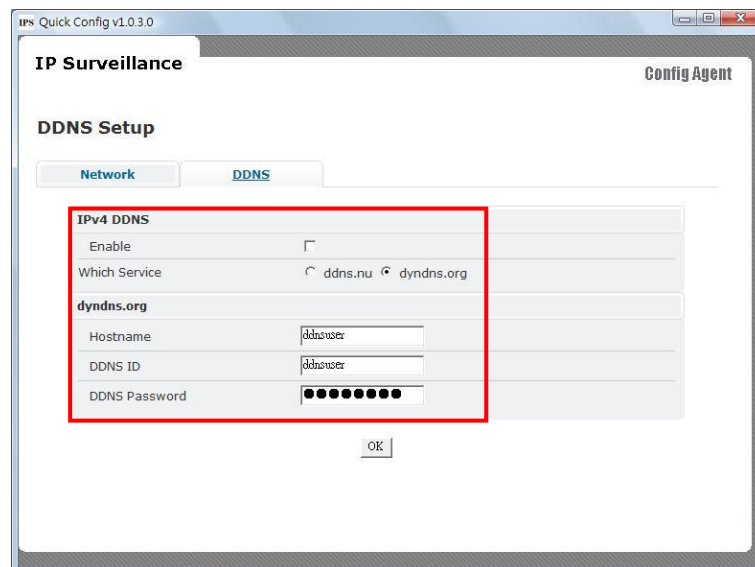 IPS Quick Config v1.0.3.0
IP Surveillance
Config Agent
DDNS Setup
Network DDNS
IPv4 DDNS
Enable
Which Service ddns.nu dyndns.org
dyndns.org
Hostname ddnsuser
DDNS ID ddnsuser
DDNS Password ●●●●●●●●
OK